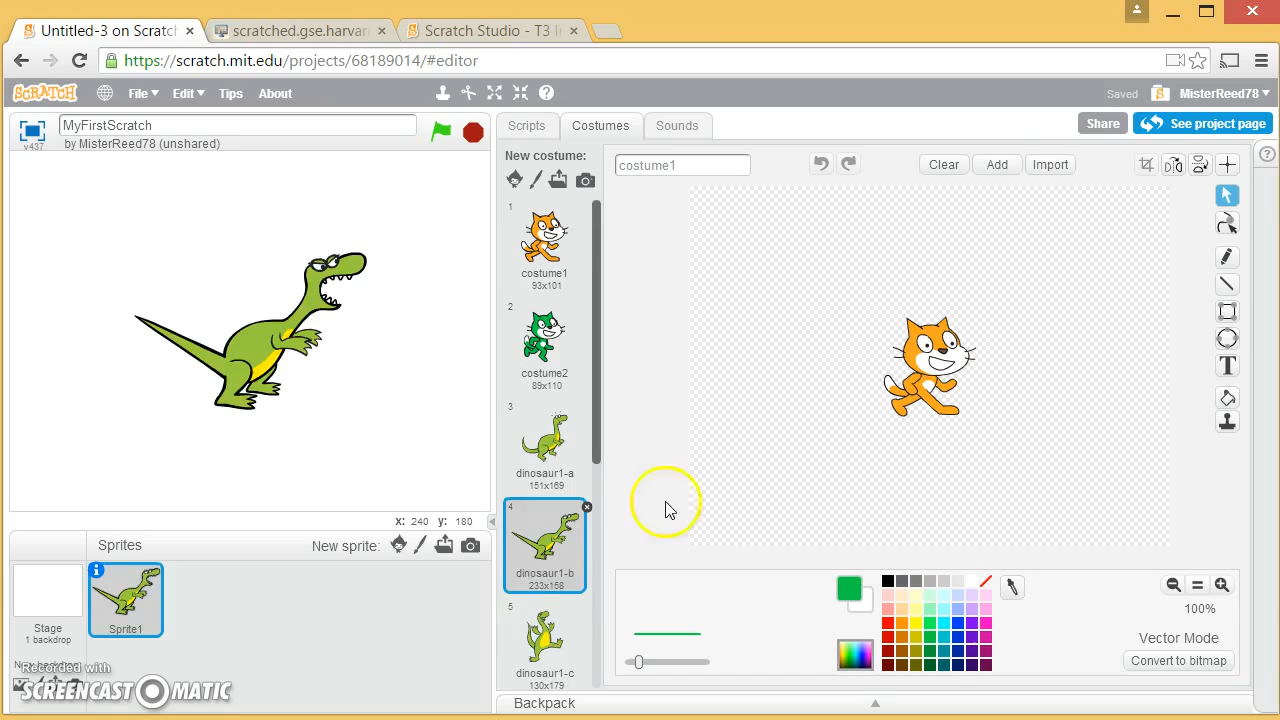 Untitled-3 on Scratch
scratched.gse.harvar
Scratch Studio - T3 I
https://scratch.mit.edu/projects/68189014/#editor
SCRATCH File Edit Tips About Saved MisterReed78
v437
MyFirstScratch
by MisterReed78 (unshared)
Scripts Costumes Sounds
Share See project page
New costume:
costume1
Clear Add Import
1
costume1
93x101
2
costume2
89x110
3
dinosaur1-a
151x169
4
dinosaur1-b
233x158
5
dinosaur1-c
130x179
T
x: 240 y: 180
Sprites New sprite:
Stage
1 backdrop
Sprite1
100%
Vector Mode
Convert to bitmap
Backpack
Recorded with
SCREENCAST MATIC